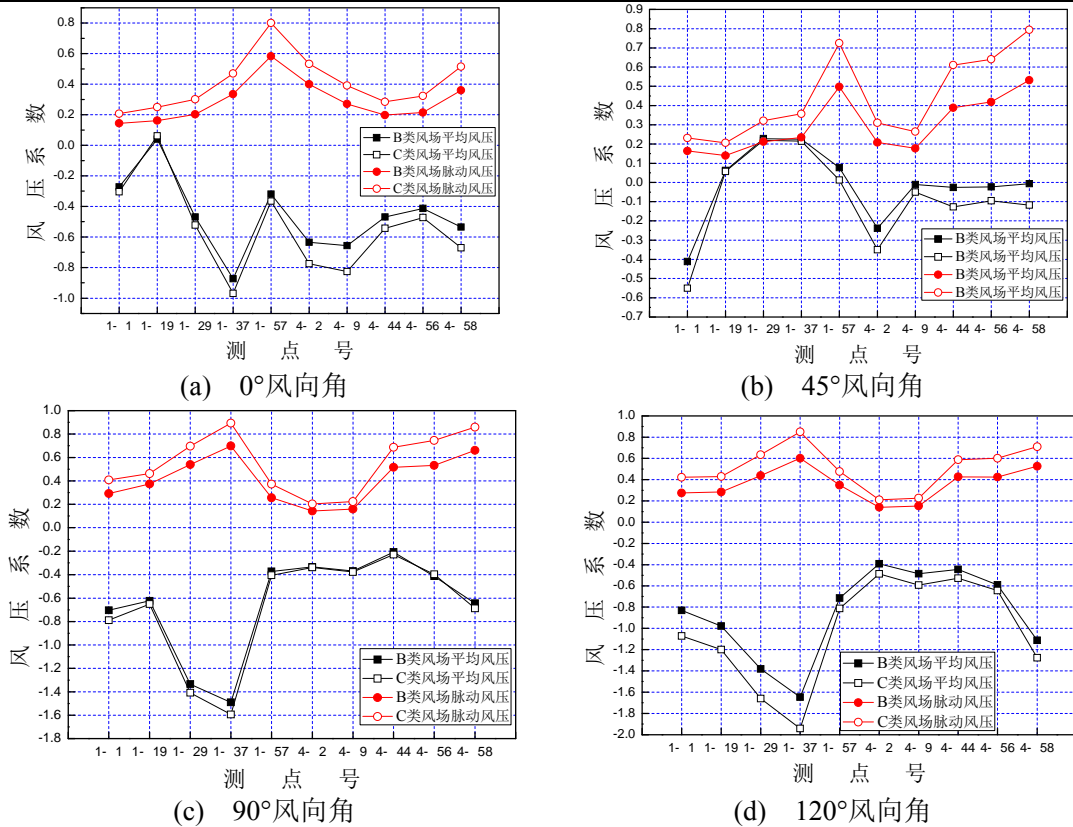 0.8
0.6
0.4
0.2
0.0
-0.2
-0.4
-0.6
-0.8
-1.0
风 压 系 数
B类风场平均风压
C类风场平均风压
B类风场脉动风压
C类风场脉动风压
1-1 1-19 1-29 1-37 1-57 4-2 4-9 4-44 4-56 4-58
测 点 号
(a) 0°风向角
0.9
0.8
0.7
0.6
0.5
0.4
0.3
0.2
0.1
0.0
-0.1
-0.2
-0.3
-0.4
-0.5
-0.6
-0.7
风 压 系 数
B类风场平均风压
B类风场平均风压
B类风场平均风压
B类风场平均风压
1-1 1-19 1-29 1-37 1-57 4-2 4-9 4-44 4-56 4-58
测 点 号
(b) 45°风向角
1.0
0.8
0.6
0.4
0.2
0.0
-0.2
-0.4
-0.6
-0.8
-1.0
-1.2
-1.4
-1.6
-1.8
风 压 系 数
B类风场平均风压
C类风场平均风压
B类风场脉动风压
C类风场脉动风压
1-1 1-19 1-29 1-37 1-57 4-2 4-9 4-44 4-56 4-58
测 点 号
(c) 90°风向角
1.0
0.8
0.6
0.4
0.2
0.0
-0.2
-0.4
-0.6
-0.8
-1.0
-1.2
-1.4
-1.6
-1.8
-2.0
风 压 系 数
B类风场平均风压
C类风场平均风压
B类风场脉动风压
C类风场脉动风压
1-1 1-19 1-29 1-37 1-57 4-2 4-9 4-44 4-56 4-58
测 点 号
(d) 120°风向角